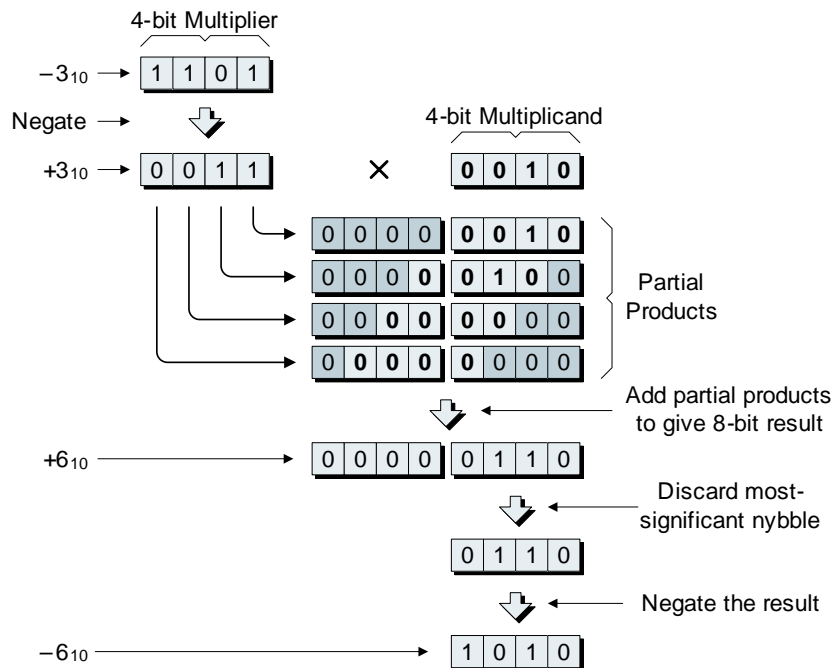 4-bit Multiplier
–3₁₀ 1 1 0 1
Negate
4-bit Multiplicand
+3₁₀ 0 0 1 1 × 0 0 1 0
0 0 0 0 0 0 1 0
0 0 0 0 0 1 0 0
0 0 0 0 0 0 0 0
0 0 0 0 0 0 0 0
Partial
Products
Add partial products
to give 8-bit result
+6₁₀ 0 0 0 0 0 1 1 0
Discard most-
significant nybble
0 1 1 0
Negate the result
–6₁₀ 1 0 1 0